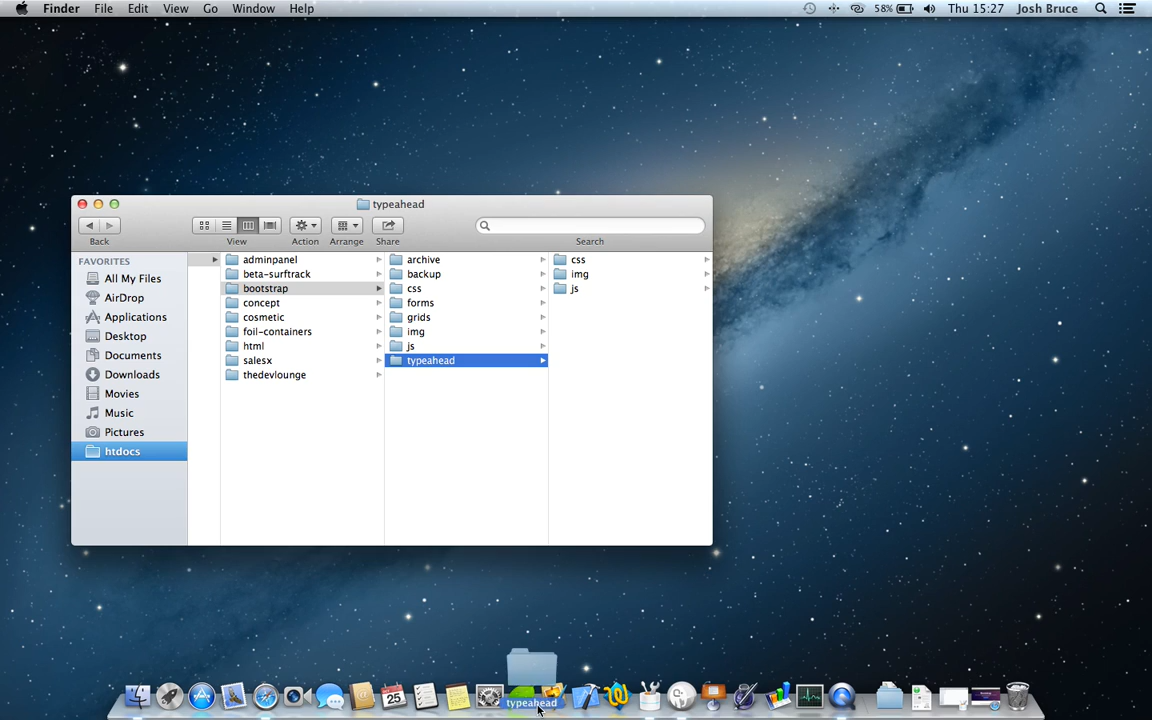 Finder File Edit View Go Window Help 58% Thu 15:27 Josh Bruce
typeahead
Back View Action Arrange Share Search
FAVORITES
All My Files
AirDrop
Applications
Desktop
Documents
Downloads
Movies
Music
Pictures
htdocs
adminpanel
beta-surftrack
bootstrap
concept
cosmetic
foil-containers
html
salesx
thedevlounge
archive
backup
css
forms
grids
img
js
typeahead
css
img
js
25
typeahead